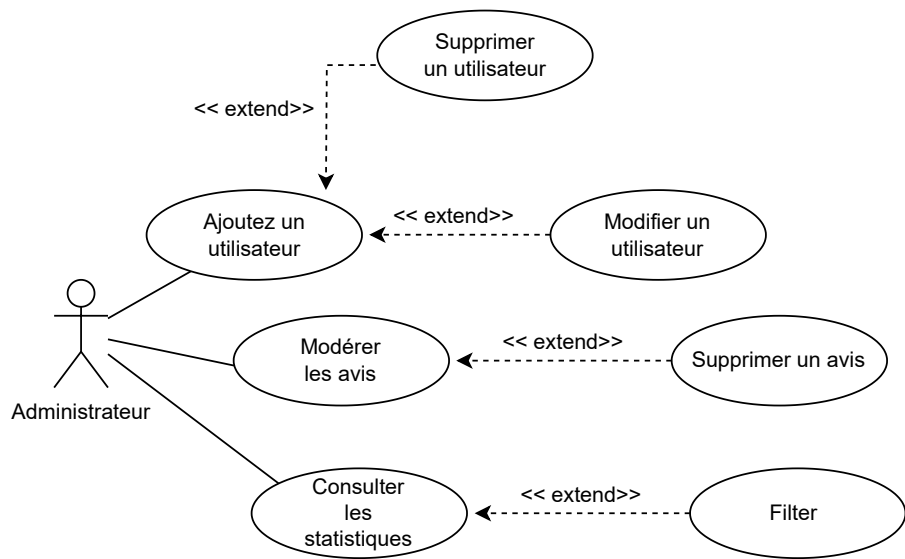 Supprimer
un utilisateur
<< extend>>
Ajoutez un
utilisateur
<< extend>>
Modifier un
utilisateur
Modérer
les avis
<< extend>>
Supprimer un avis
Administrateur
Consulter
les
statistiques
<< extend>>
Filter